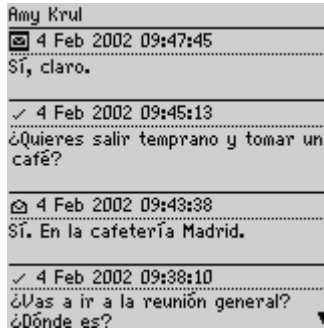 Amy Krul
4 Feb 2002 09:47:45
Sí, claro.
4 Feb 2002 09:45:13
¿Quieres salir temprano y tomar un
café?
4 Feb 2002 09:43:38
Sí. En la cafetería Madrid.
4 Feb 2002 09:38:10
¿Vas a ir a la reunión general?
¿Dónde es?